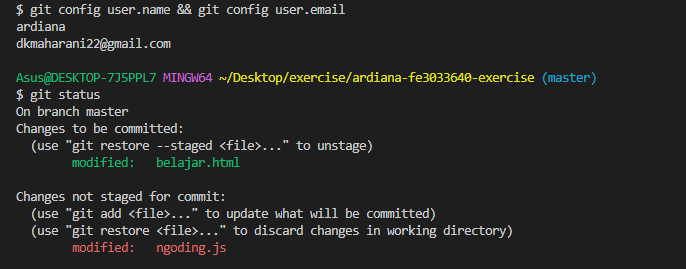 $ git config user.name && git config user.email
ardiana
dkmaharani22@gmail.com
Asus@DESKTOP-7J5PPL7 MINGW64 ~/Desktop/exercise/ardiana-fe3033640-exercise (master)
$ git status
On branch master
Changes to be committed:
  (use "git restore --staged <file>..." to unstage)
        modified:   belajar.html
Changes not staged for commit:
  (use "git add <file>..." to update what will be committed)
  (use "git restore <file>..." to discard changes in working directory)
        modified:   ngoding.js